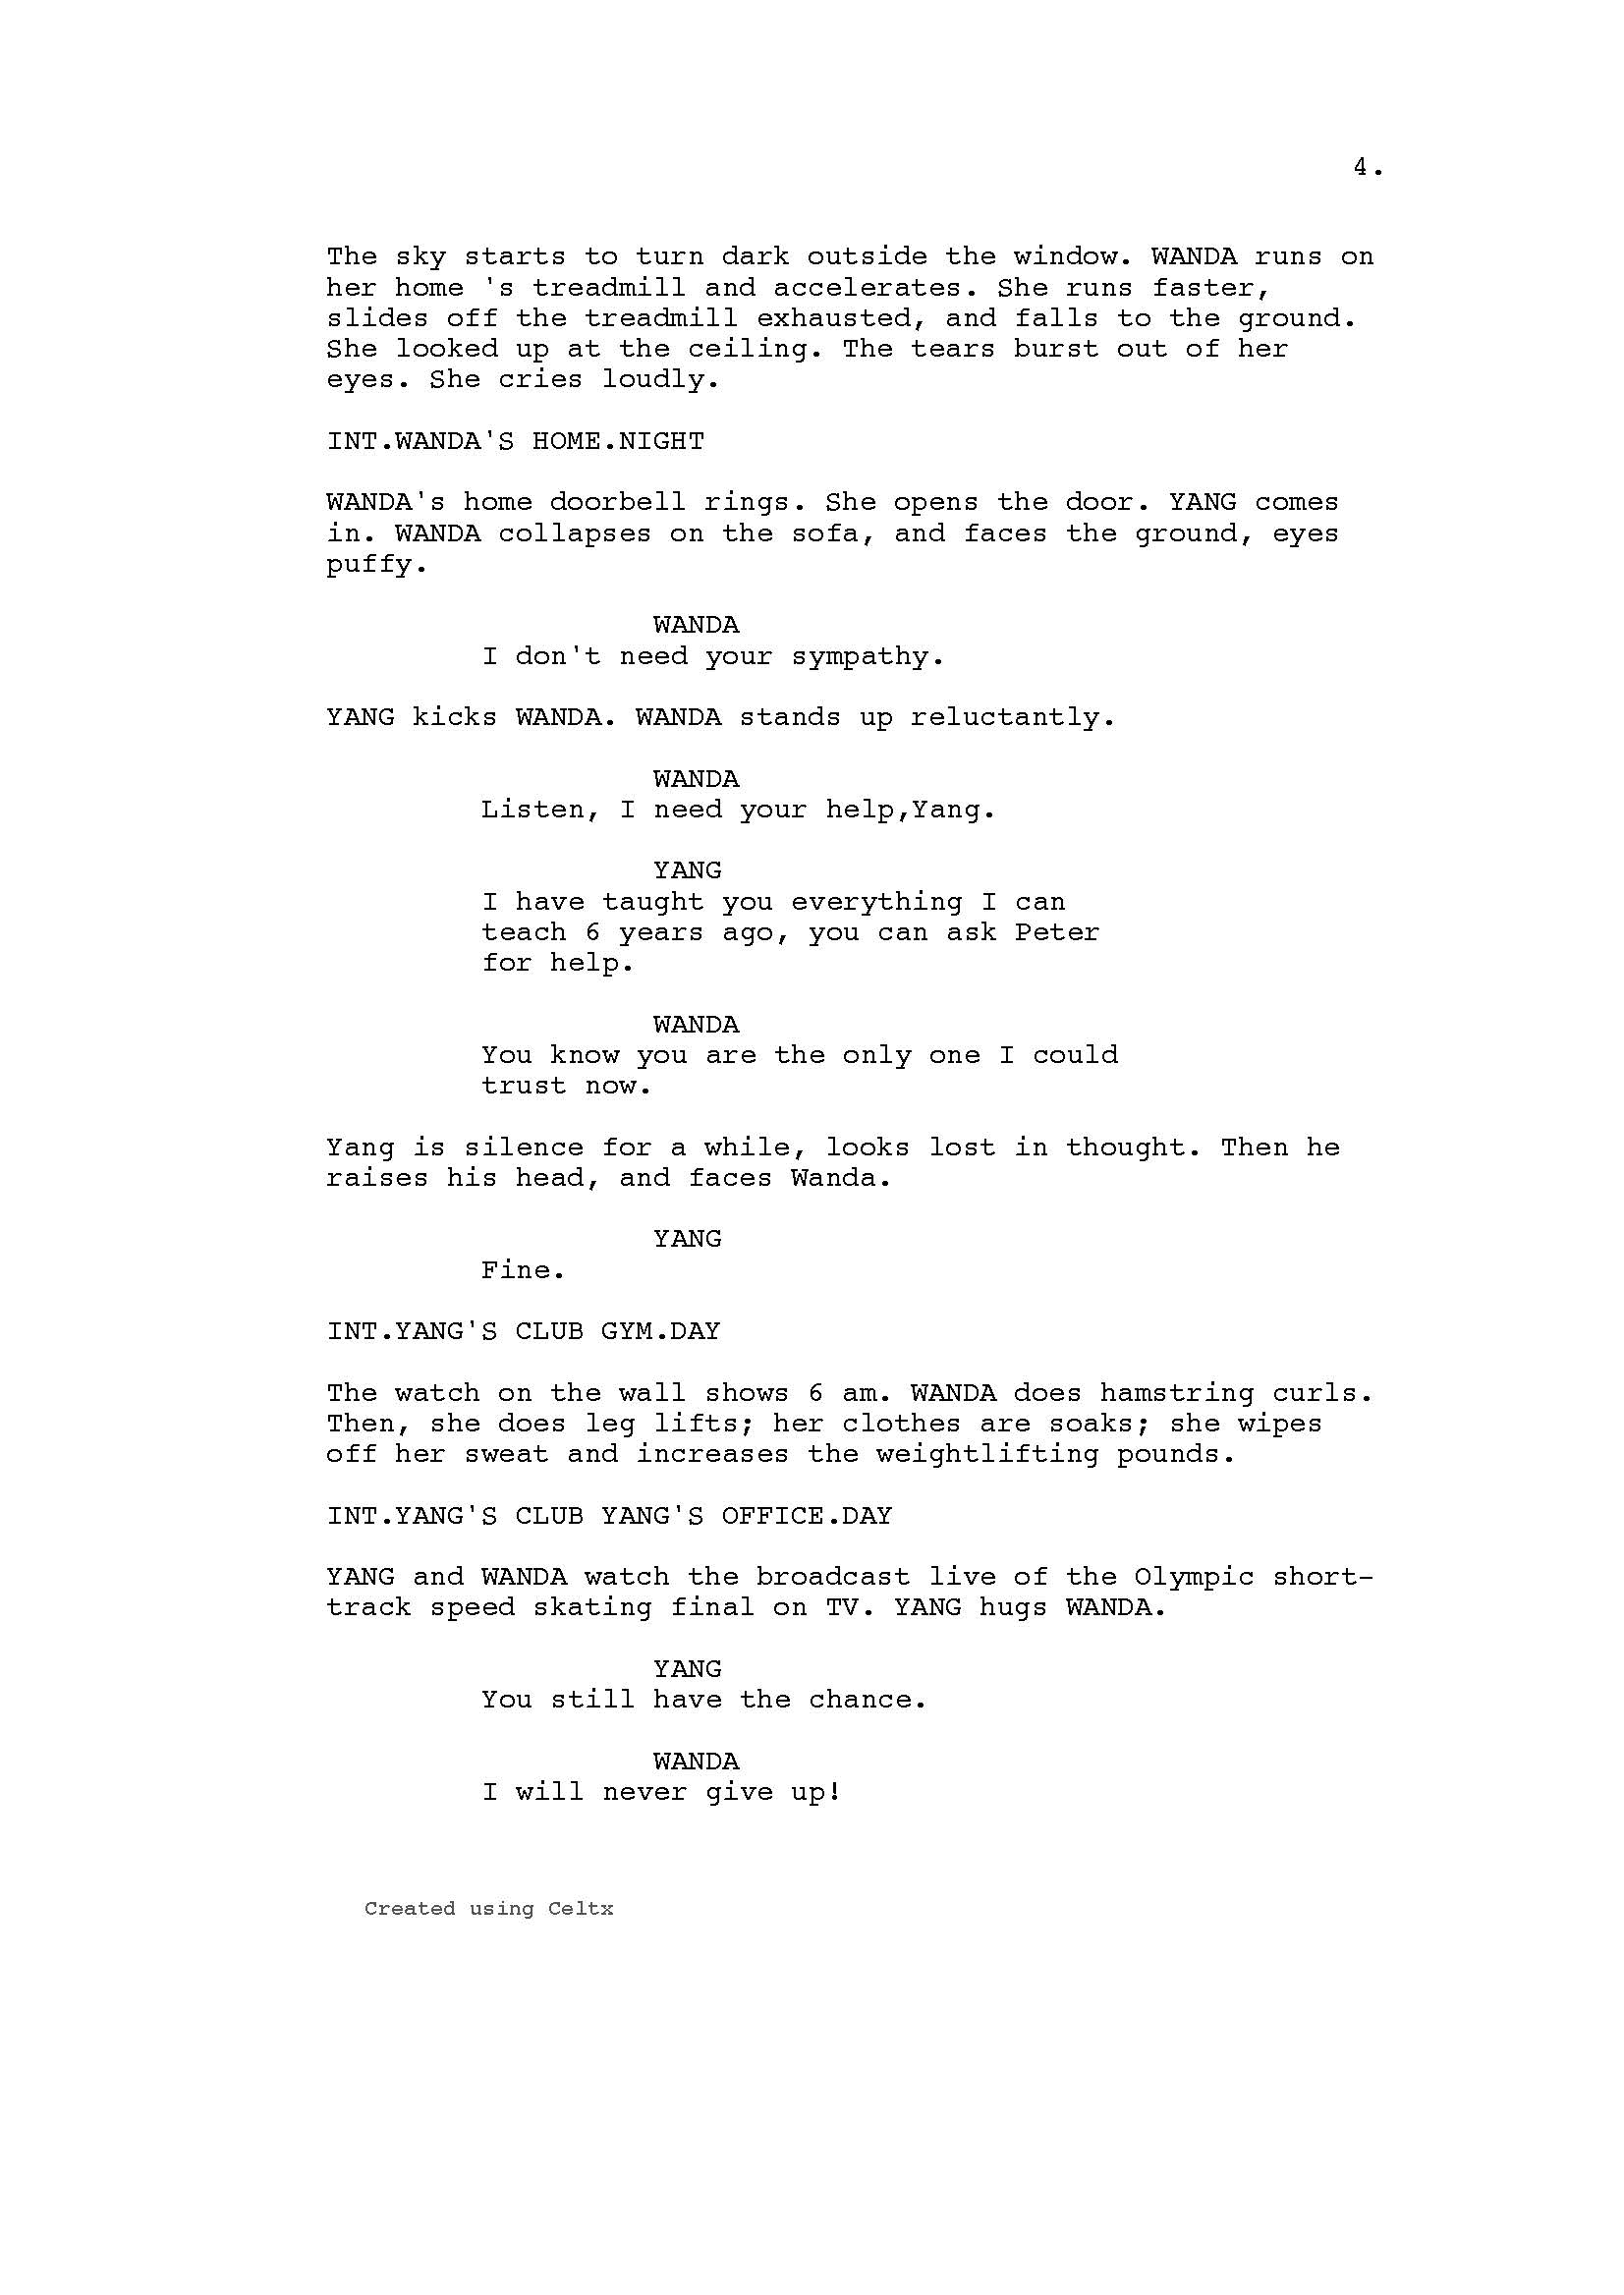 4.
The sky starts to turn dark outside the window. WANDA runs on
her home 's treadmill and accelerates. She runs faster,
slides off the treadmill exhausted, and falls to the ground.
She looked up at the ceiling. The tears burst out of her
eyes. She cries loudly.
INT.WANDA'S HOME.NIGHT
WANDA's home doorbell rings. She opens the door. YANG comes
in. WANDA collapses on the sofa, and faces the ground, eyes
puffy.
WANDA
I don't need your sympathy.
YANG kicks WANDA. WANDA stands up reluctantly.
WANDA
Listen, I need your help,Yang.
YANG
I have taught you everything I can
teach 6 years ago, you can ask Peter
for help.
WANDA
You know you are the only one I could
trust now.
Yang is silence for a while, looks lost in thought. Then he
raises his head, and faces Wanda.
YANG
Fine.
INT.YANG'S CLUB GYM.DAY
The watch on the wall shows 6 am. WANDA does hamstring curls.
Then, she does leg lifts; her clothes are soaks; she wipes
off her sweat and increases the weightlifting pounds.
INT.YANG'S CLUB YANG'S OFFICE.DAY
YANG and WANDA watch the broadcast live of the Olympic short-
track speed skating final on TV. YANG hugs WANDA.
YANG
You still have the chance.
WANDA
I will never give up!
Created using Celtx